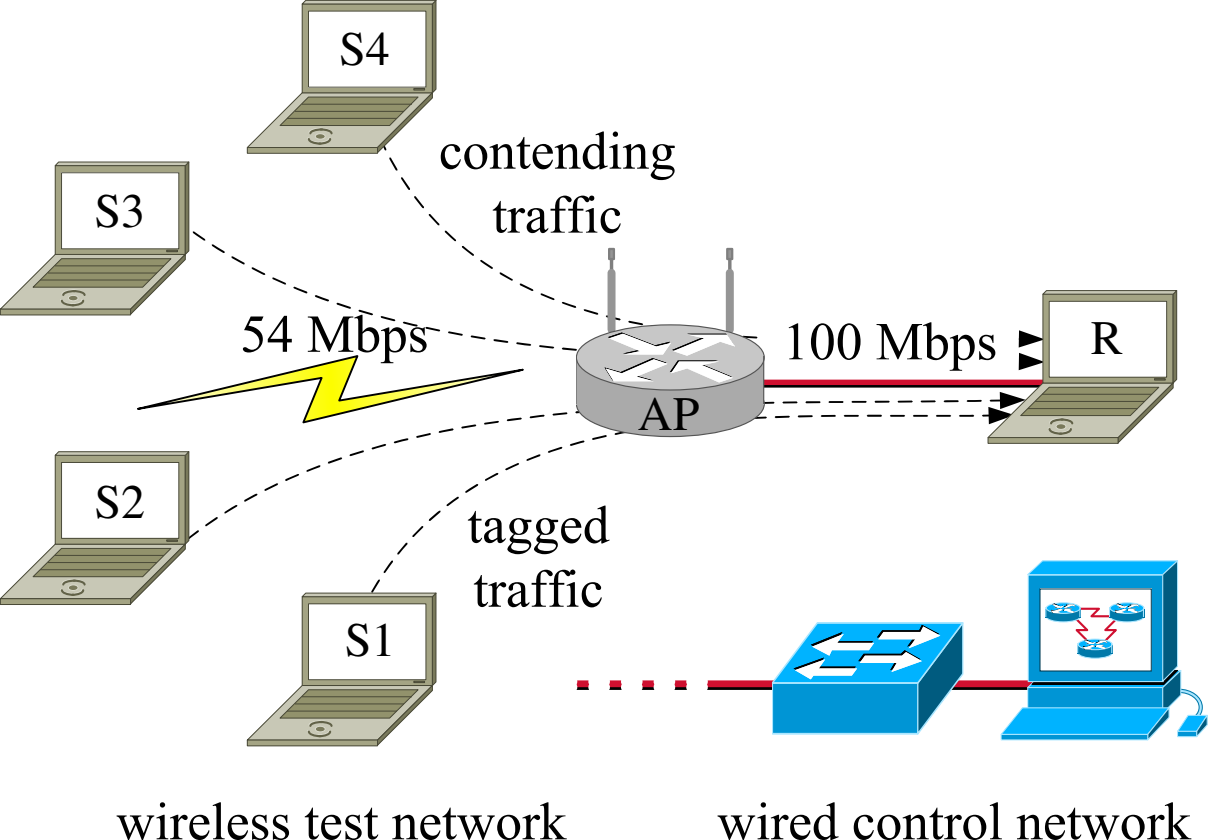 S4
contending
traffic
S3
54 Mbps
100 Mbps
R
AP
S2
tagged
traffic
S1
wireless test network
wired control network